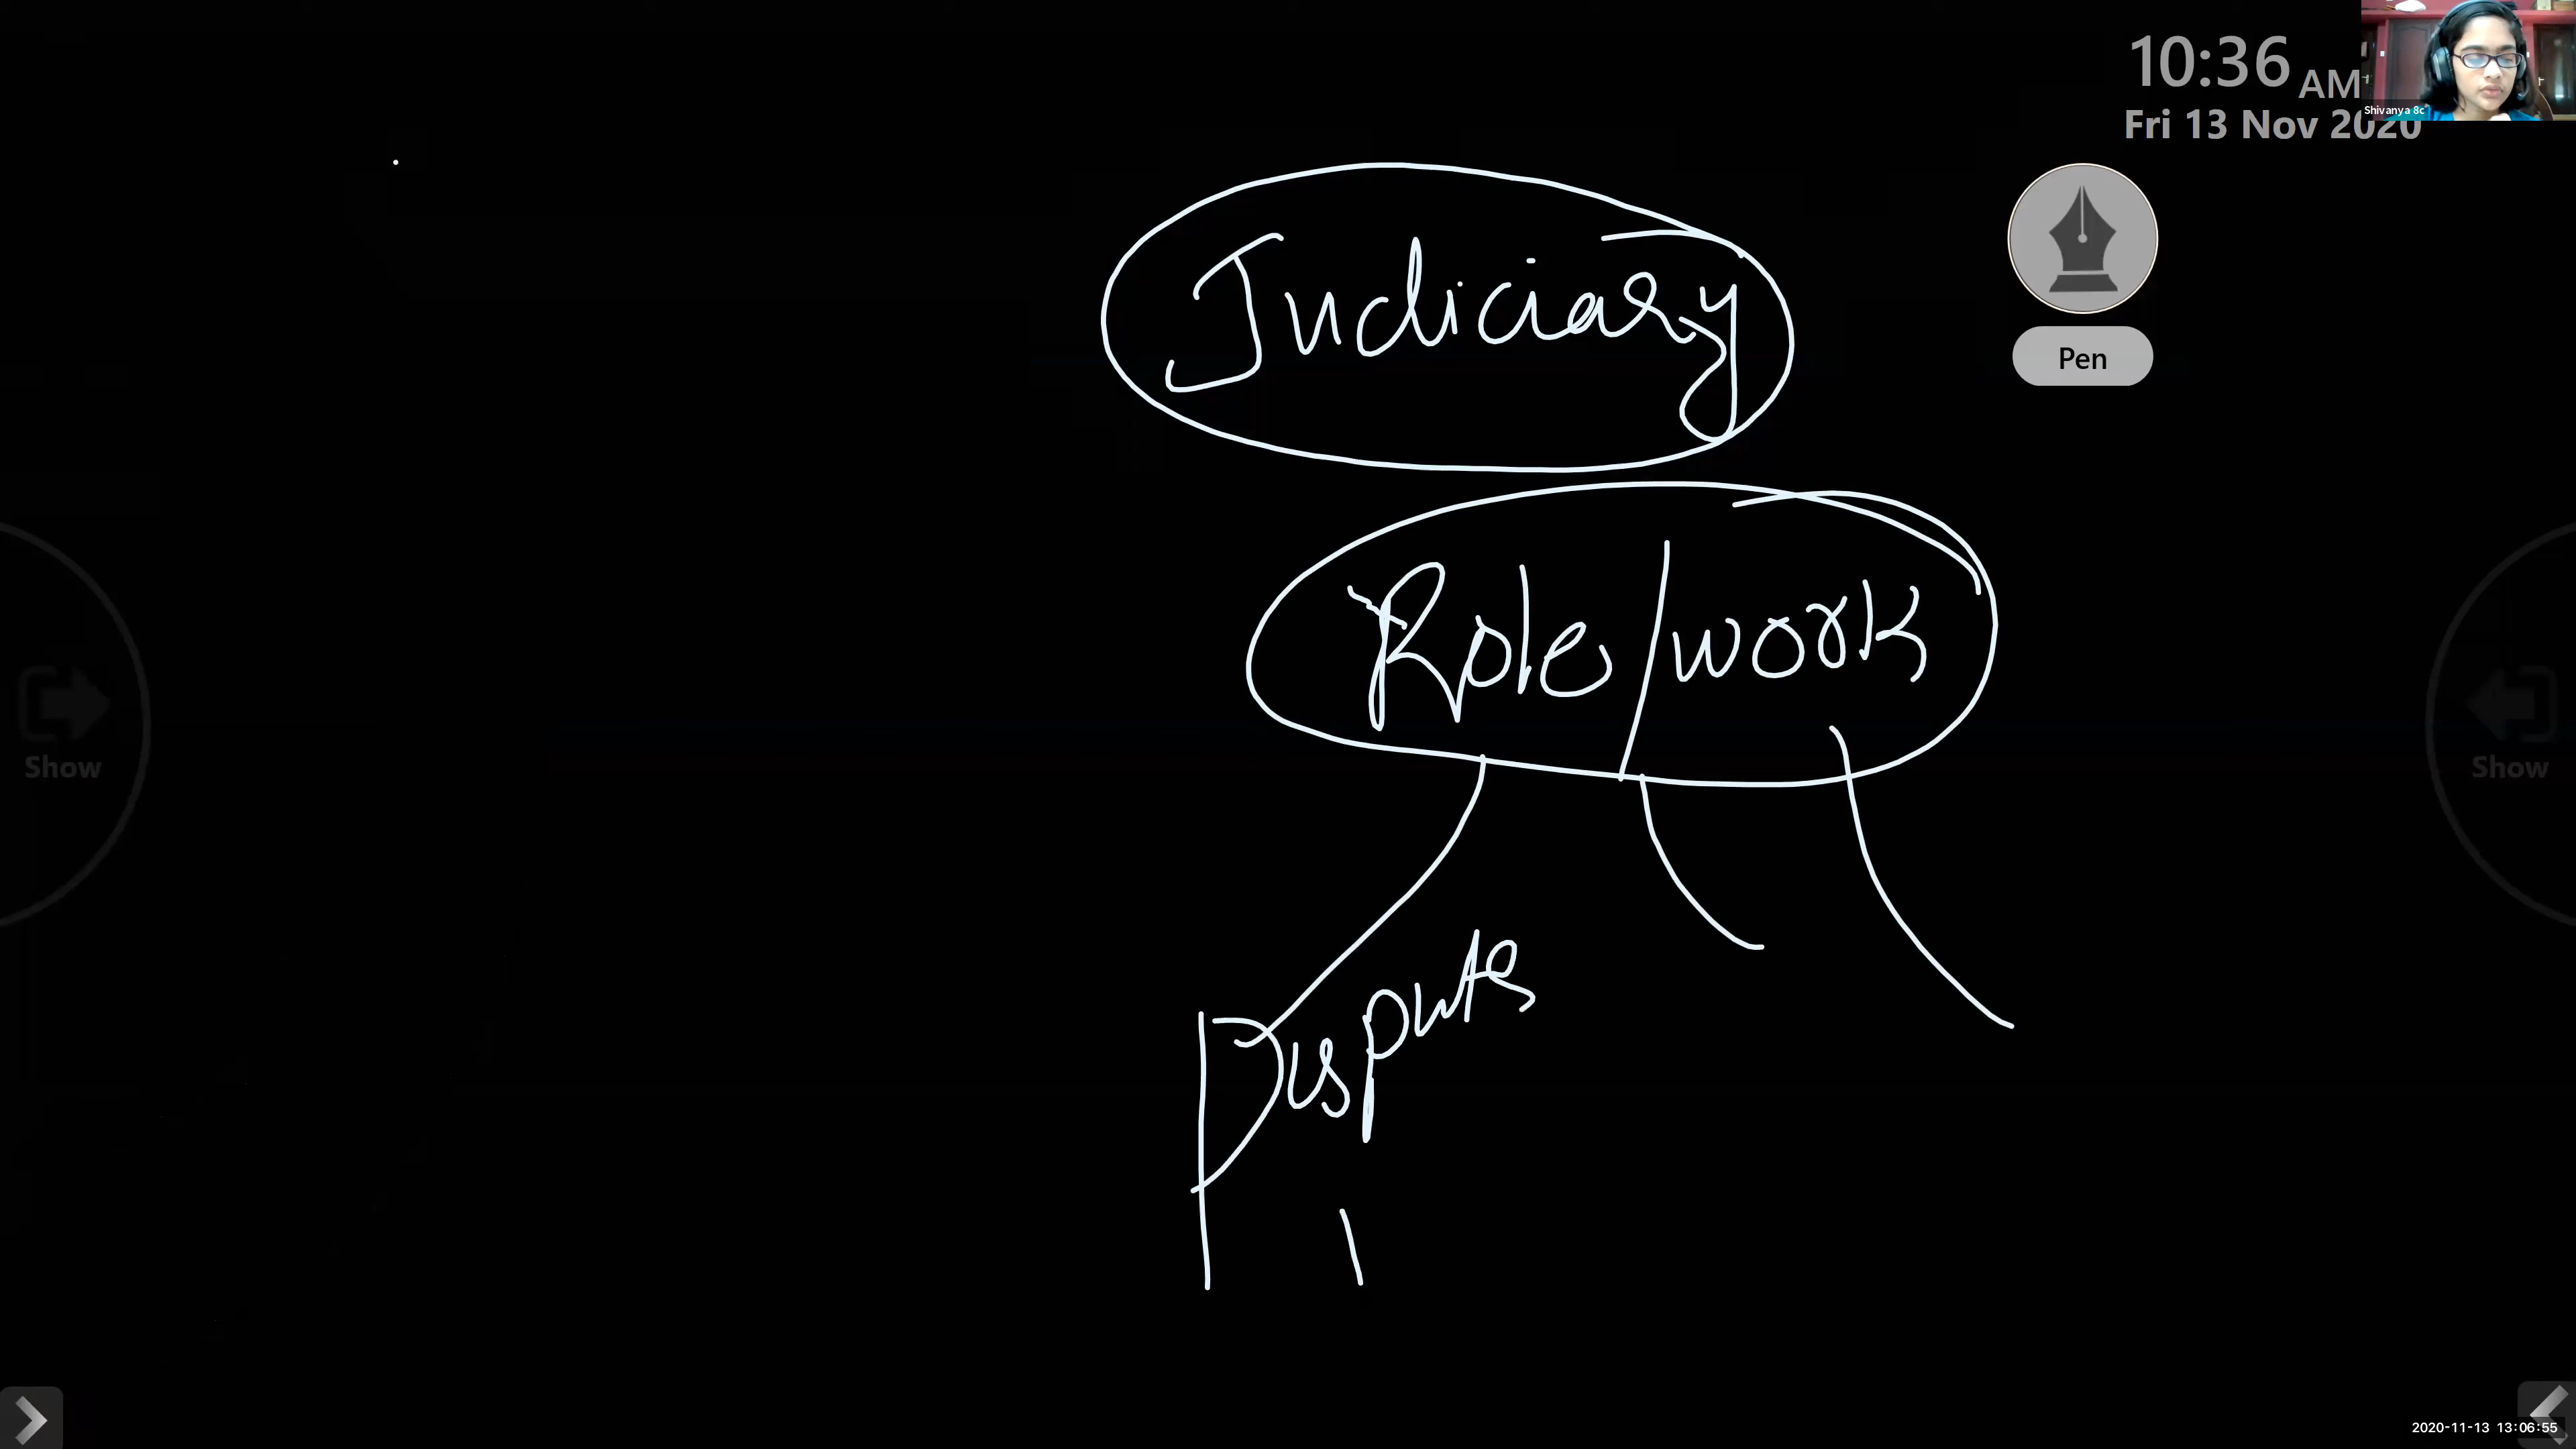 10:36 AM
Fri 13 Nov 2020
Shivanya 8c
Judiciary
Pen
Role/work
Show
Show
Dispute
2020-11-13 13:06:55